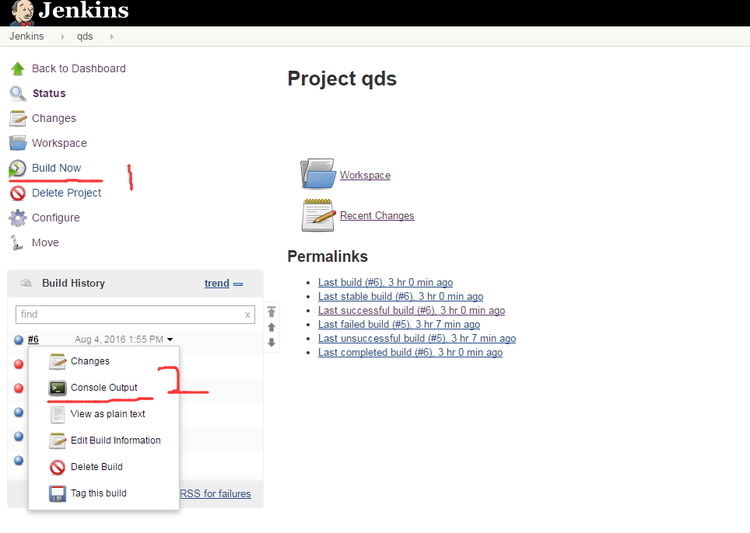 Jenkins
Jenkins qds
Back to Dashboard
Status
Changes
Workspace
Build Now
1
Delete Project
Configure
Move
Project qds
Workspace
Recent Changes
Permalinks
Last build (#6), 3 hr 0 min ago
Last stable build (#6), 3 hr 0 min ago
Last successful build (#6), 3 hr 0 min ago
Last failed build (#5), 3 hr 7 min ago
Last unsuccessful build (#5), 3 hr 7 min ago
Last completed build (#6), 3 hr 0 min ago
Build History trend
find x
#6 Aug 4, 2016 1:55 PM
Changes
Console Output
2
View as plain text
Edit Build Information
Delete Build
Tag this build
RSS for failures